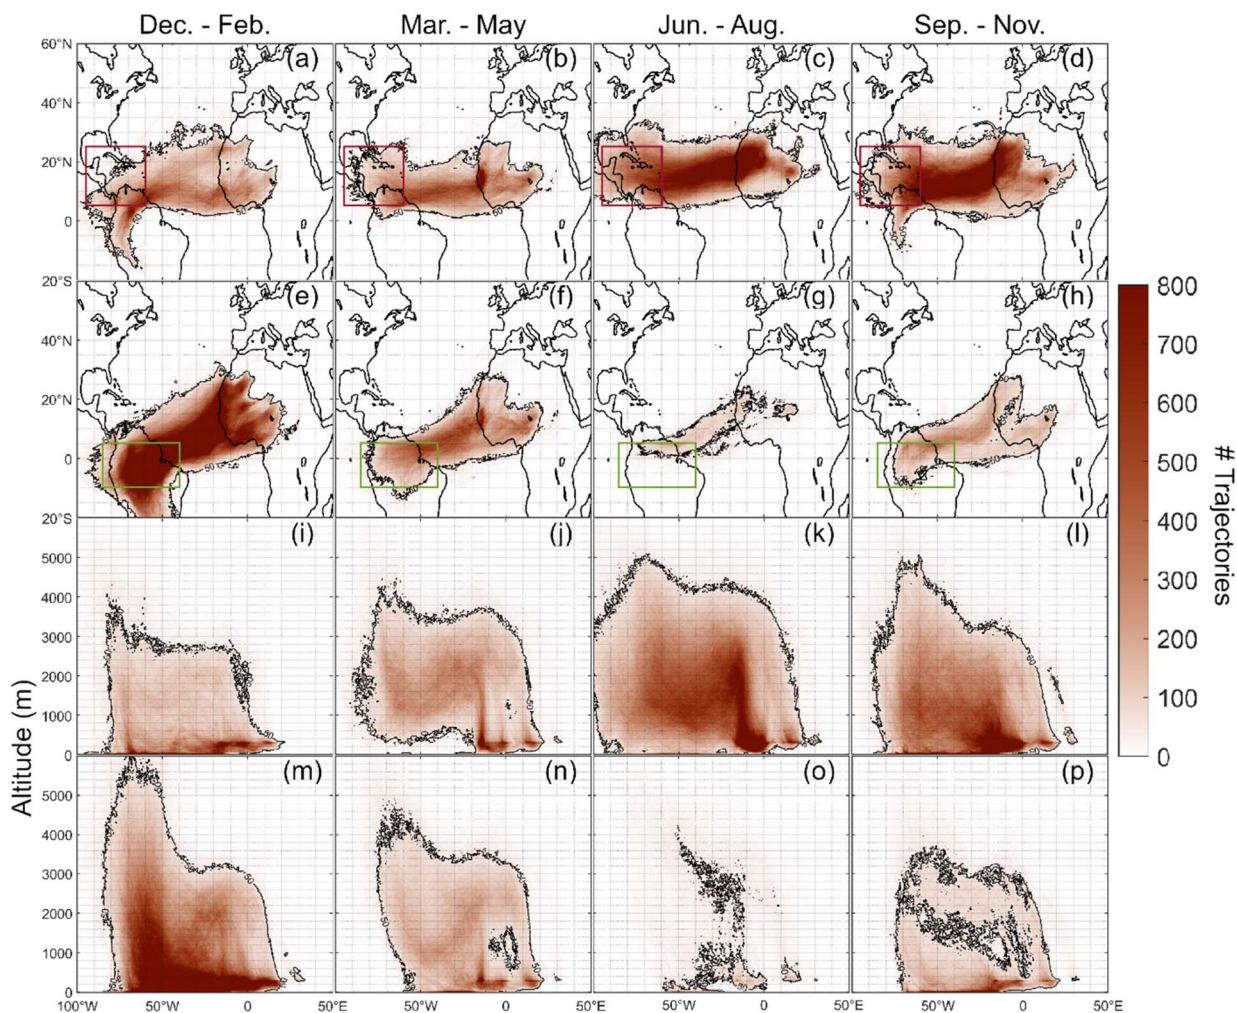 Dec. - Feb. Mar. - May Jun. - Aug. Sep. - Nov.
60°N (a) (b) (c) (d)
40°N
20°N
0
20°S (e) (f) (g) (h)
40°N
20°N
0
20°S (i) (j) (k) (l)
5000
4000
3000
2000
1000
0
(m) (n) (o) (p)
5000
4000
3000
2000
1000
0
100°W 50°W 0 50°E 50°W 0 50°E 50°W 0 50°E 50°W 0 50°E
Altitude (m)
800
700
600
500
400
300
200
100
0
# Trajectories